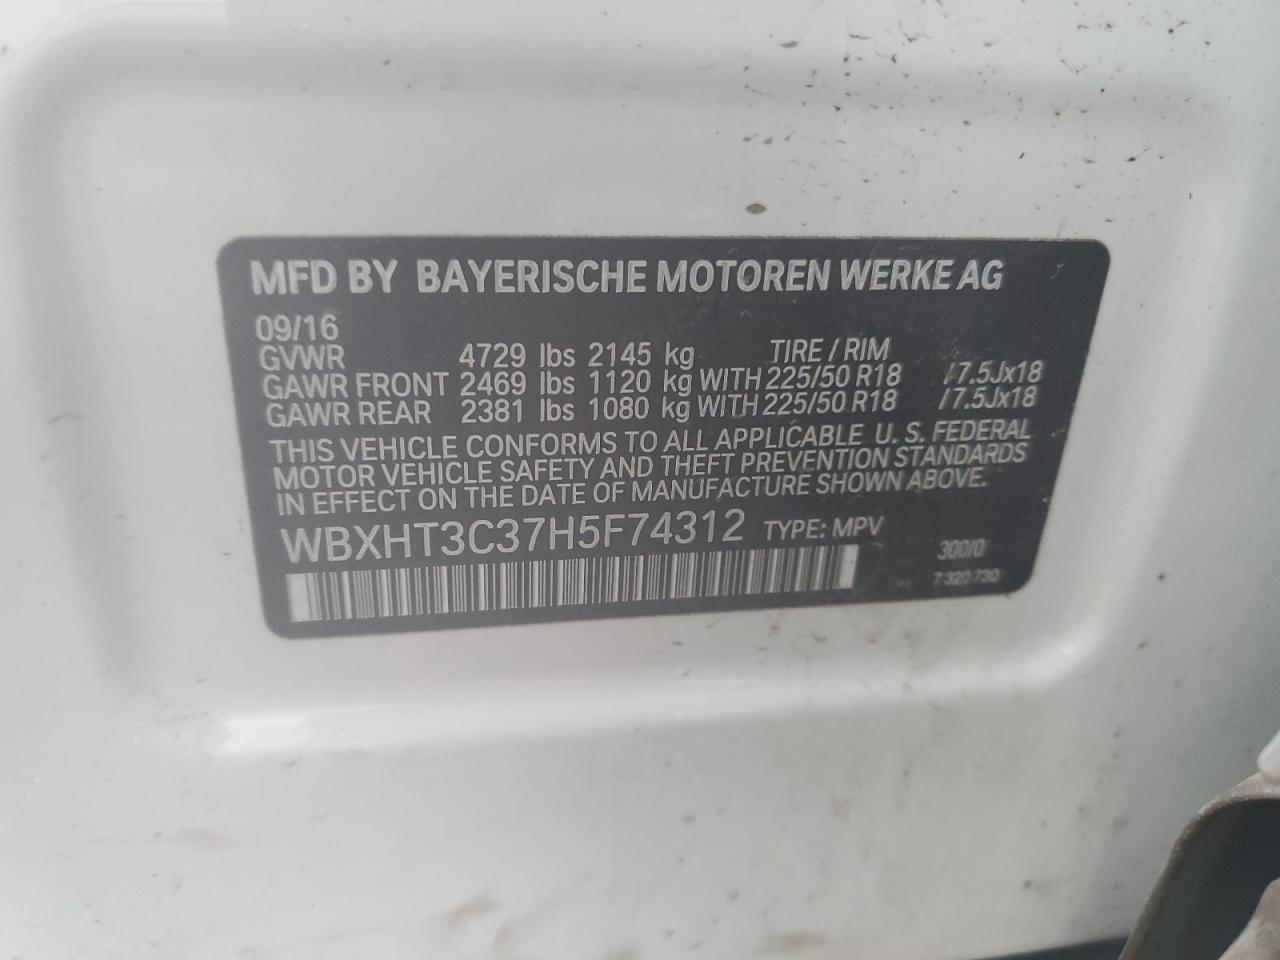 MFD BY BAYERISCHE MOTOREN WERKE AG
09/16
GVWR 4729 lbs 2145 kg TIRE / RIM
GAWR FRONT 2469 lbs 1120 kg WITH 225/50 R18 /7.5Jx18
GAWR REAR 2381 lbs 1080 kg WITH 225/50 R18 /7.5Jx18
THIS VEHICLE CONFORMS TO ALL APPLICABLE U. S. FEDERAL
MOTOR VEHICLE SAFETY AND THEFT PREVENTION STANDARDS
IN EFFECT ON THE DATE OF MANUFACTURE SHOWN ABOVE.
WBXHT3C37H5F74312 TYPE: MPV
300/0
7 320 730